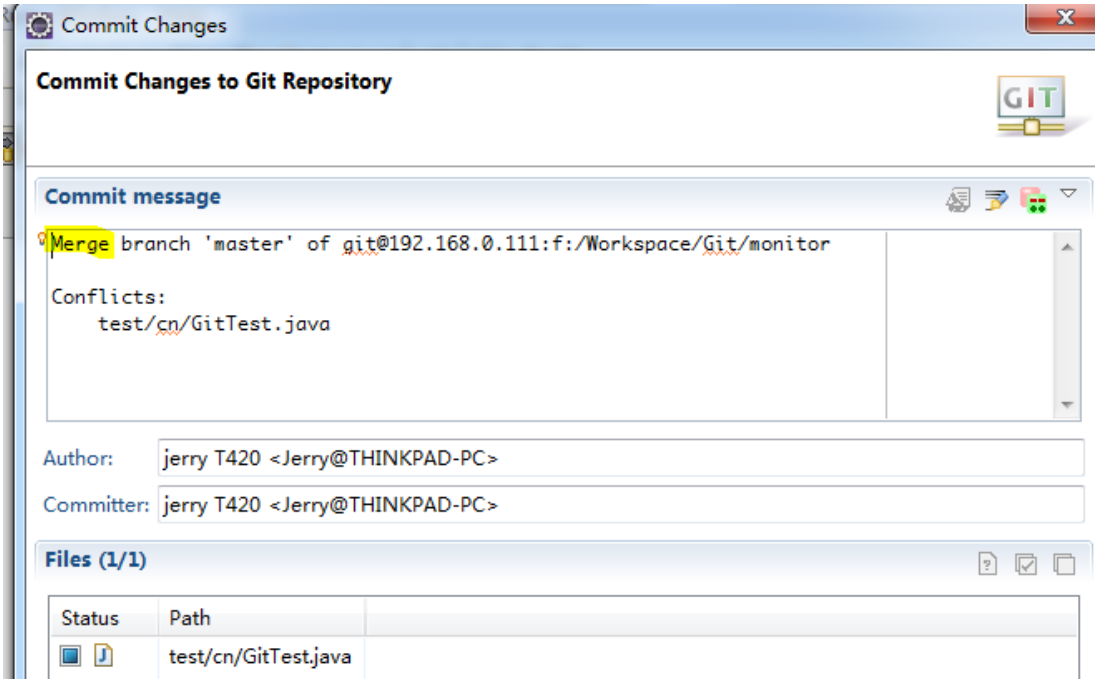 Commit Changes
Commit Changes to Git Repository
GIT
Commit message
Merge branch 'master' of git@192.168.0.111:f:/Workspace/Git/monitor
Conflicts:
test/cn/GitTest.java
Author: jerry T420 <Jerry@THINKPAD-PC>
Committer: jerry T420 <Jerry@THINKPAD-PC>
Files (1/1)
Status Path
J test/cn/GitTest.java